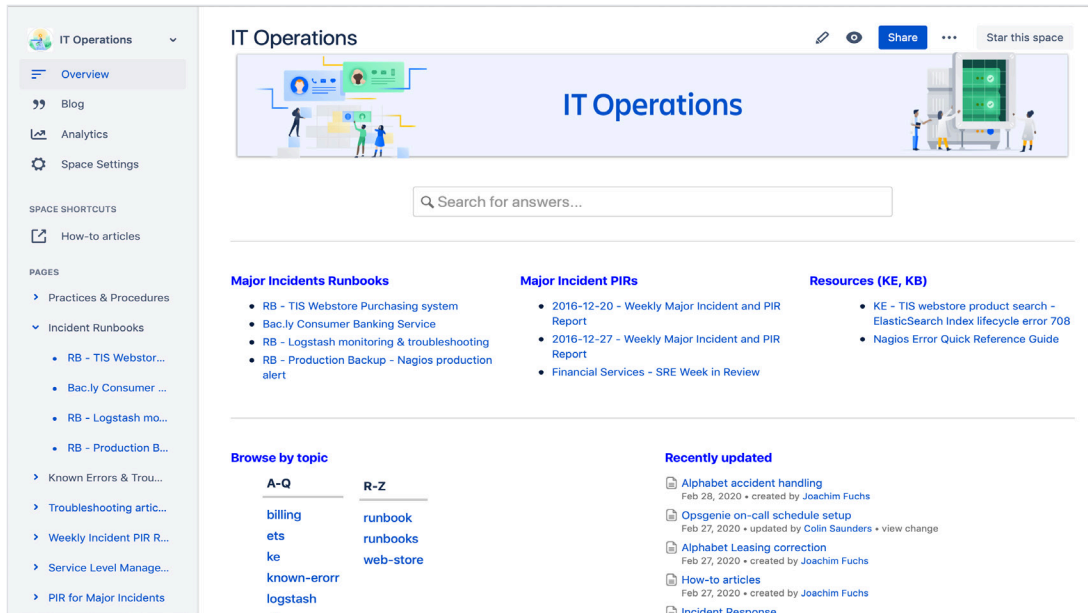 IT Operations
Overview
Blog
Analytics
Space Settings
SPACE SHORTCUTS
How-to articles
PAGES
Practices & Procedures
Incident Runbooks
RB - TIS Webstor...
Bac.ly Consumer ...
RB - Logstash mo...
RB - Production B...
Known Errors & Trou...
Troubleshooting artic...
Weekly Incident PIR R...
Service Level Manage...
PIR for Major Incidents
IT Operations
Share
Star this space
IT Operations
Search for answers...
Major Incidents Runbooks
RB - TIS Webstore Purchasing system
Bac.ly Consumer Banking Service
RB - Logstash monitoring & troubleshooting
RB - Production Backup - Nagios production
alert
Major Incident PIRs
2016-12-20 - Weekly Major Incident and PIR
Report
2016-12-27 - Weekly Major Incident and PIR
Report
Financial Services - SRE Week in Review
Resources (KE, KB)
KE - TIS webstore product search -
ElasticSearch Index lifecycle error 708
Nagios Error Quick Reference Guide
Browse by topic
A-Q
billing
ets
ke
known-erorr
logstash
R-Z
runbook
runbooks
web-store
Recently updated
Alphabet accident handling
Feb 28, 2020 • created by Joachim Fuchs
Opsgenie on-call schedule setup
Feb 27, 2020 • updated by Colin Saunders • view change
Alphabet Leasing correction
Feb 27, 2020 • created by Joachim Fuchs
How-to articles
Feb 27, 2020 • created by Joachim Fuchs
Incident Response